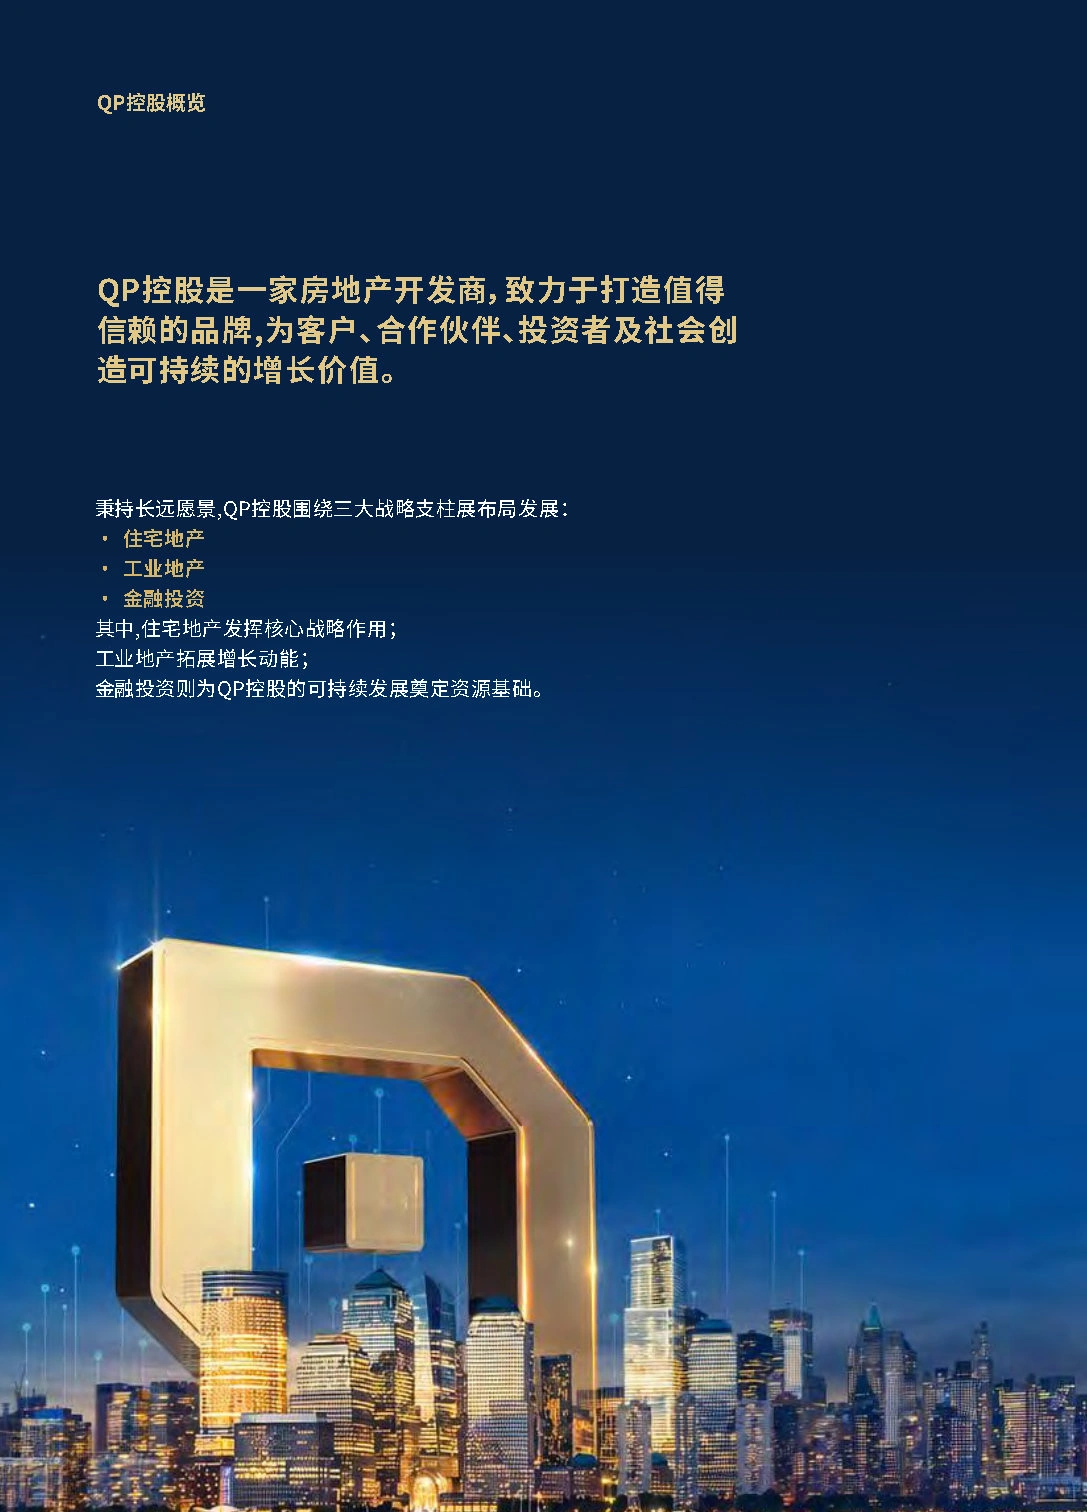 QP控股概览
QP控股是一家房地产开发商，致力于打造值得
信赖的品牌,为客户、合作伙伴、投资者及社会创
造可持续的增长价值。
秉持长远愿景,QP控股围绕三大战略支柱展布局发展：
• 住宅地产
• 工业地产
• 金融投资
其中,住宅地产发挥核心战略作用；
工业地产拓展增长动能；
金融投资则为QP控股的可持续发展奠定资源基础。